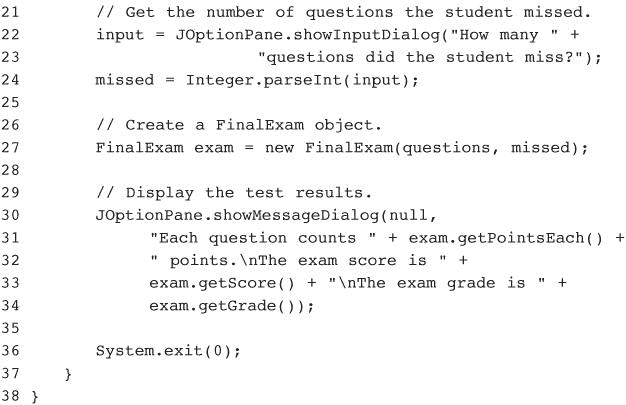 21 // Get the number of questions the student missed.
22 input = JOptionPane.showInputDialog("How many " +
23 "questions did the student miss?");
24 missed = Integer.parseInt(input);
25
26 // Create a FinalExam object.
27 FinalExam exam = new FinalExam(questions, missed);
28
29 // Display the test results.
30 JOptionPane.showMessageDialog(null,
31 "Each question counts " + exam.getPointsEach() +
32 " points.\nThe exam score is " +
33 exam.getScore() + "\nThe exam grade is " +
34 exam.getGrade());
35
36 System.exit(0);
37 }
38 }